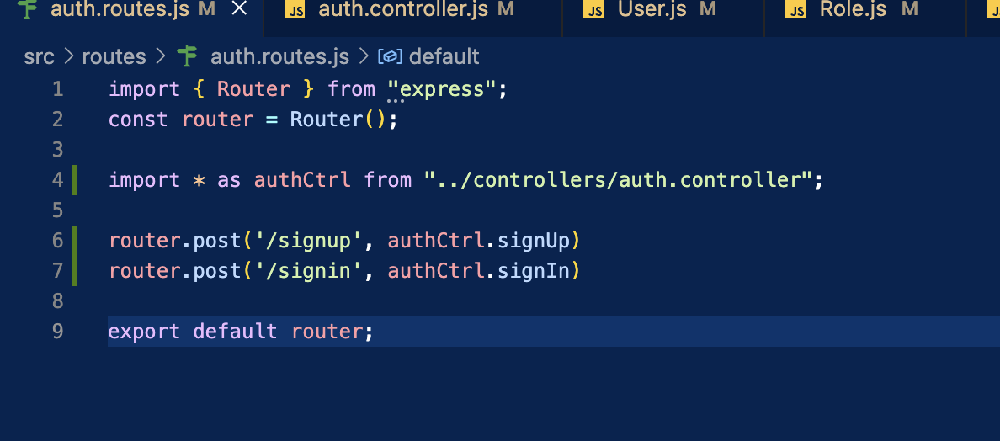 auth.routes.js M JS auth.controller.js M JS User.js M JS Role.js M
src > routes > auth.routes.js > default
1 import { Router } from "express";
2 const router = Router();
3
4 import * as authCtrl from "../controllers/auth.controller";
5
6 router.post('/signup', authCtrl.signUp)
7 router.post('/signin', authCtrl.signIn)
8
9 export default router;